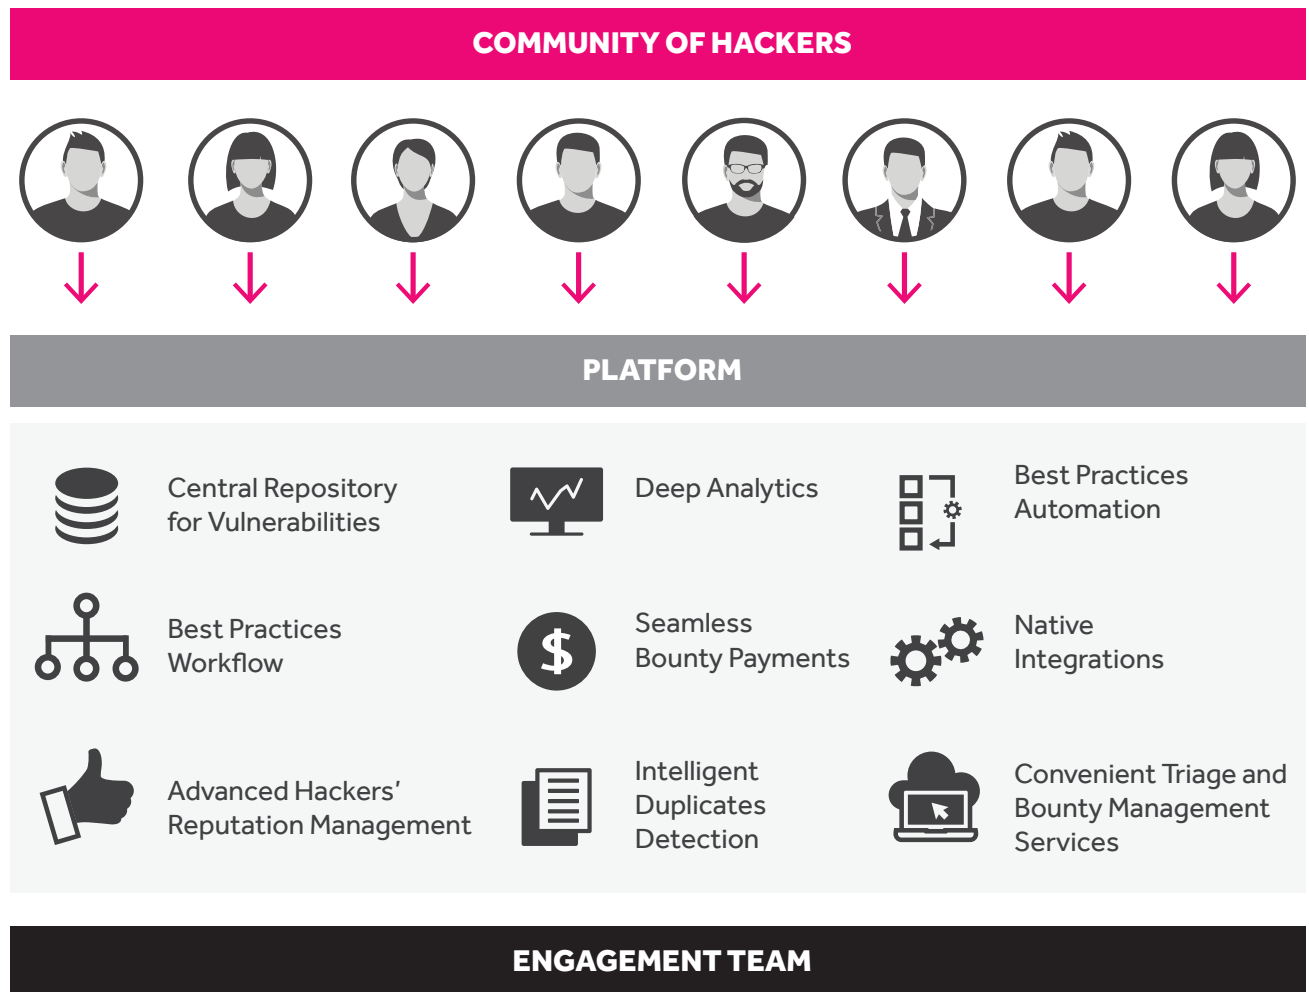 COMMUNITY OF HACKERS
PLATFORM
Central Repository
for Vulnerabilities
Deep Analytics
Best Practices
Automation
Best Practices
Workflow
Seamless
Bounty Payments
Native
Integrations
Advanced Hackers’
Reputation Management
Intelligent
Duplicates
Detection
Convenient Triage and
Bounty Management
Services
ENGAGEMENT TEAM